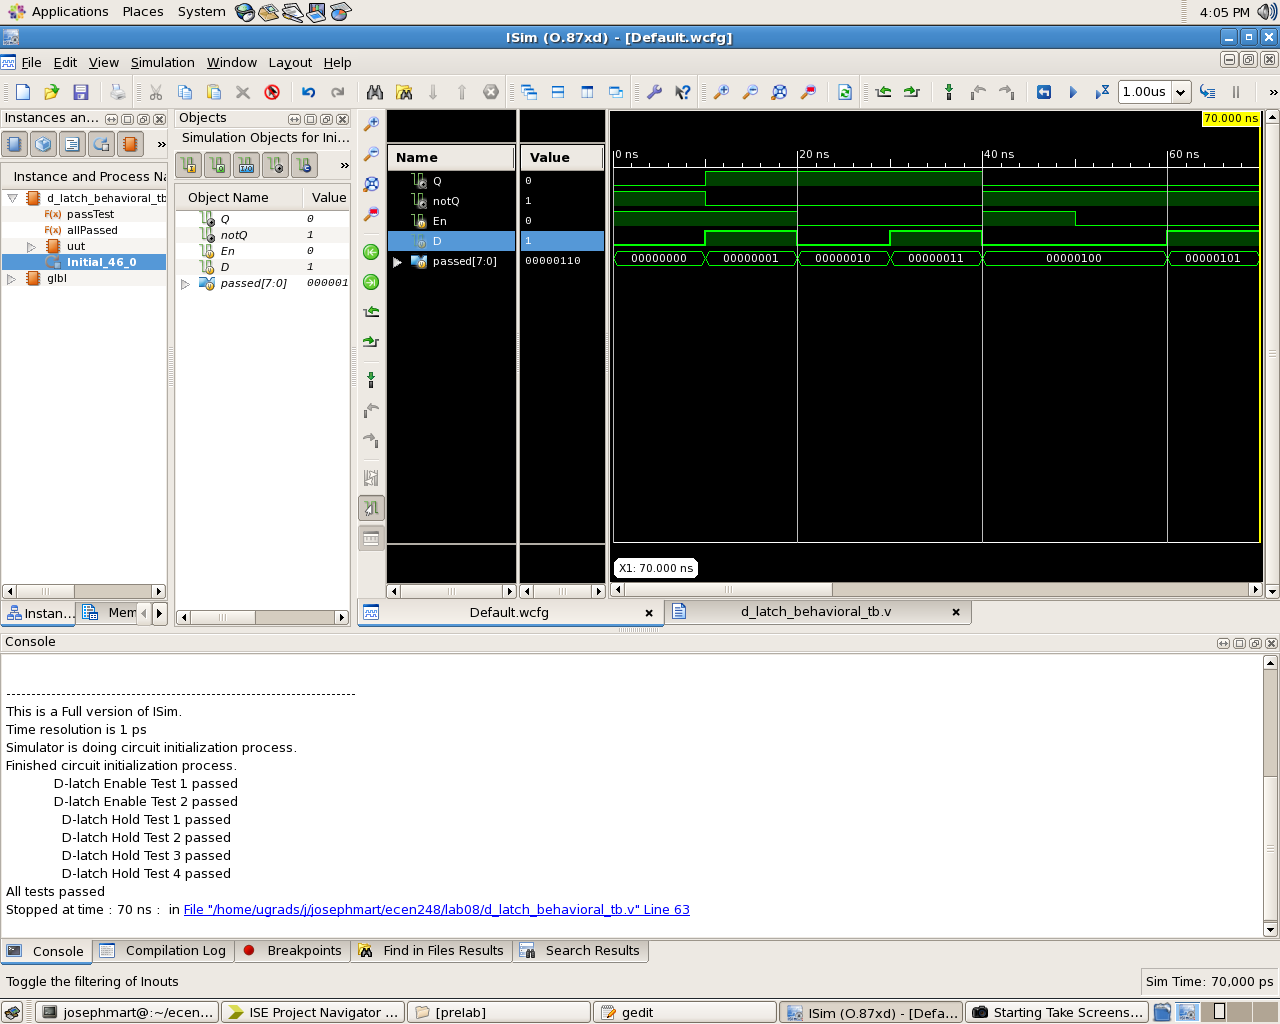 Applications Places System
4:05 PM
ISim (O.87xd) - [Default.wcfg]
File Edit View Simulation Window Layout Help
1.00us
»
Instances an...
Objects
Simulation Objects for Ini...
»
»
Instance and Process Na
Object Name Value
d_latch_behavioral_tb
F(x) passTest
F(x) allPassed
uut
Initial_46_0
glbl
Q 0
notQ 1
En 0
D 1
passed[7:0] 000001
Name Value
Q 0
notQ 1
En 0
D 1
passed[7:0] 00000110
70.000 ns
0 ns 20 ns 40 ns 60 ns
00000000 00000001 00000010 00000011 00000100 00000101
X1: 70.000 ns
Instan... Mem
Default.wcfg d_latch_behavioral_tb.v
Console
----------------------------------------------------------------------
This is a Full version of ISim.
Time resolution is 1 ps
Simulator is doing circuit initialization process.
Finished circuit initialization process.
D-latch Enable Test 1 passed
D-latch Enable Test 2 passed
D-latch Hold Test 1 passed
D-latch Hold Test 2 passed
D-latch Hold Test 3 passed
D-latch Hold Test 4 passed
All tests passed
Stopped at time : 70 ns : in File "/home/ugrads/j/josephmart/ecen248/lab08/d_latch_behavioral_tb.v" Line 63
Console Compilation Log Breakpoints Find in Files Results Search Results
Toggle the filtering of Inouts
Sim Time: 70,000 ps
josephmart@:~/ecen... ISE Project Navigator ... [prelab] gedit ISim (O.87xd) - [Defa... Starting Take Screens...